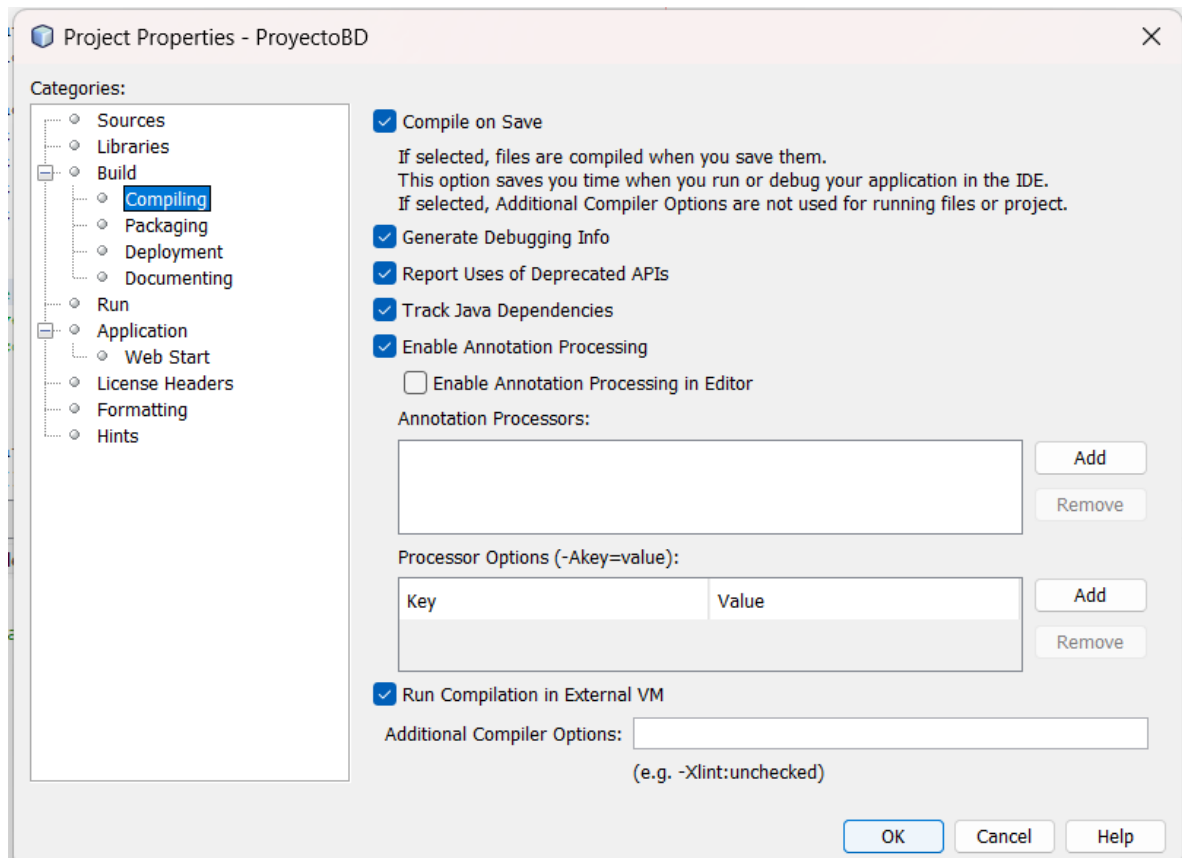 Project Properties - ProyectoBD
Categories:
Sources
Libraries
Build
Compiling
Packaging
Deployment
Documenting
Run
Application
Web Start
License Headers
Formatting
Hints
Compile on Save
If selected, files are compiled when you save them.
This option saves you time when you run or debug your application in the IDE.
If selected, Additional Compiler Options are not used for running files or project.
Generate Debugging Info
Report Uses of Deprecated APIs
Track Java Dependencies
Enable Annotation Processing
Enable Annotation Processing in Editor
Annotation Processors:
Add
Remove
Processor Options (-Akey=value):
Key Value
Add
Remove
Run Compilation in External VM
Additional Compiler Options:
(e.g. -Xlint:unchecked)
OK Cancel Help